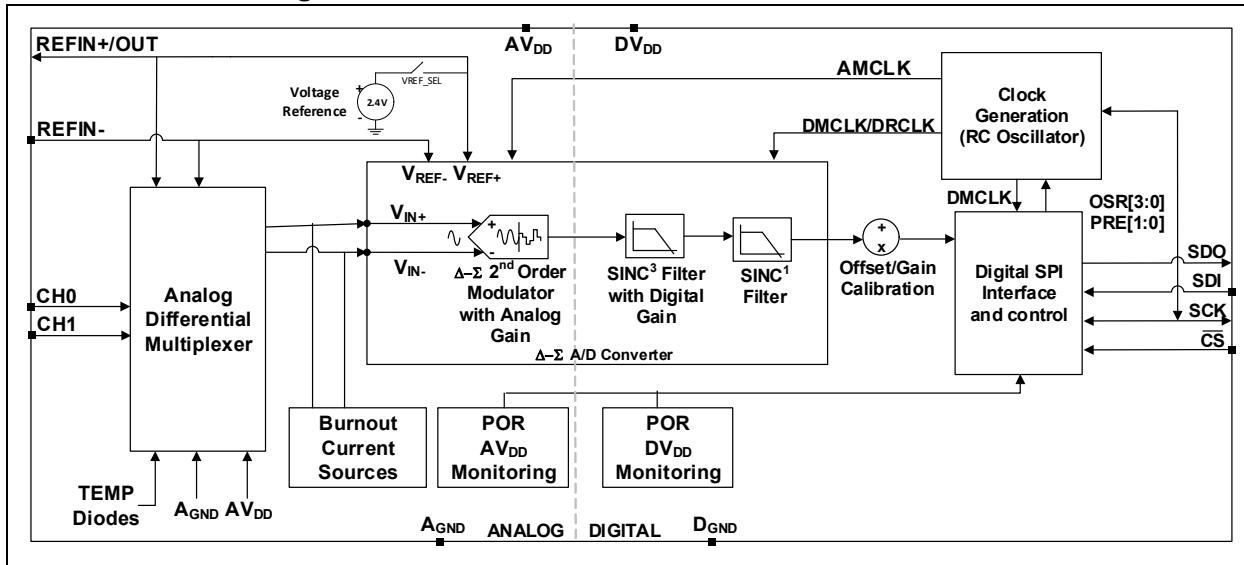 REFIN+/OUT
AVDD
DVDD
Voltage
Reference
+
-
2.4V
VREF_SEL
AMCLK
Clock
Generation
(RC Oscillator)
REFIN-
DMCLK/DRCLK
VREF-
VREF+
DMCLK
OSR[3:0]
PRE[1:0]
VIN+
VIN-
+
-
Δ–Σ 2nd Order
Modulator
with Analog
Gain
SINC3 Filter
with Digital
Gain
SINC1
Filter
+
x
Offset/Gain
Calibration
Digital SPI
Interface
and control
SDO
SDI
SCK
CS
CH0
CH1
Analog
Differential
Multiplexer
Δ–Σ A/D Converter
Burnout
Current
Sources
POR
AVDD
Monitoring
POR
DVDD
Monitoring
TEMP
Diodes
AGND
AVDD
AGND
ANALOG
DIGITAL
DGND